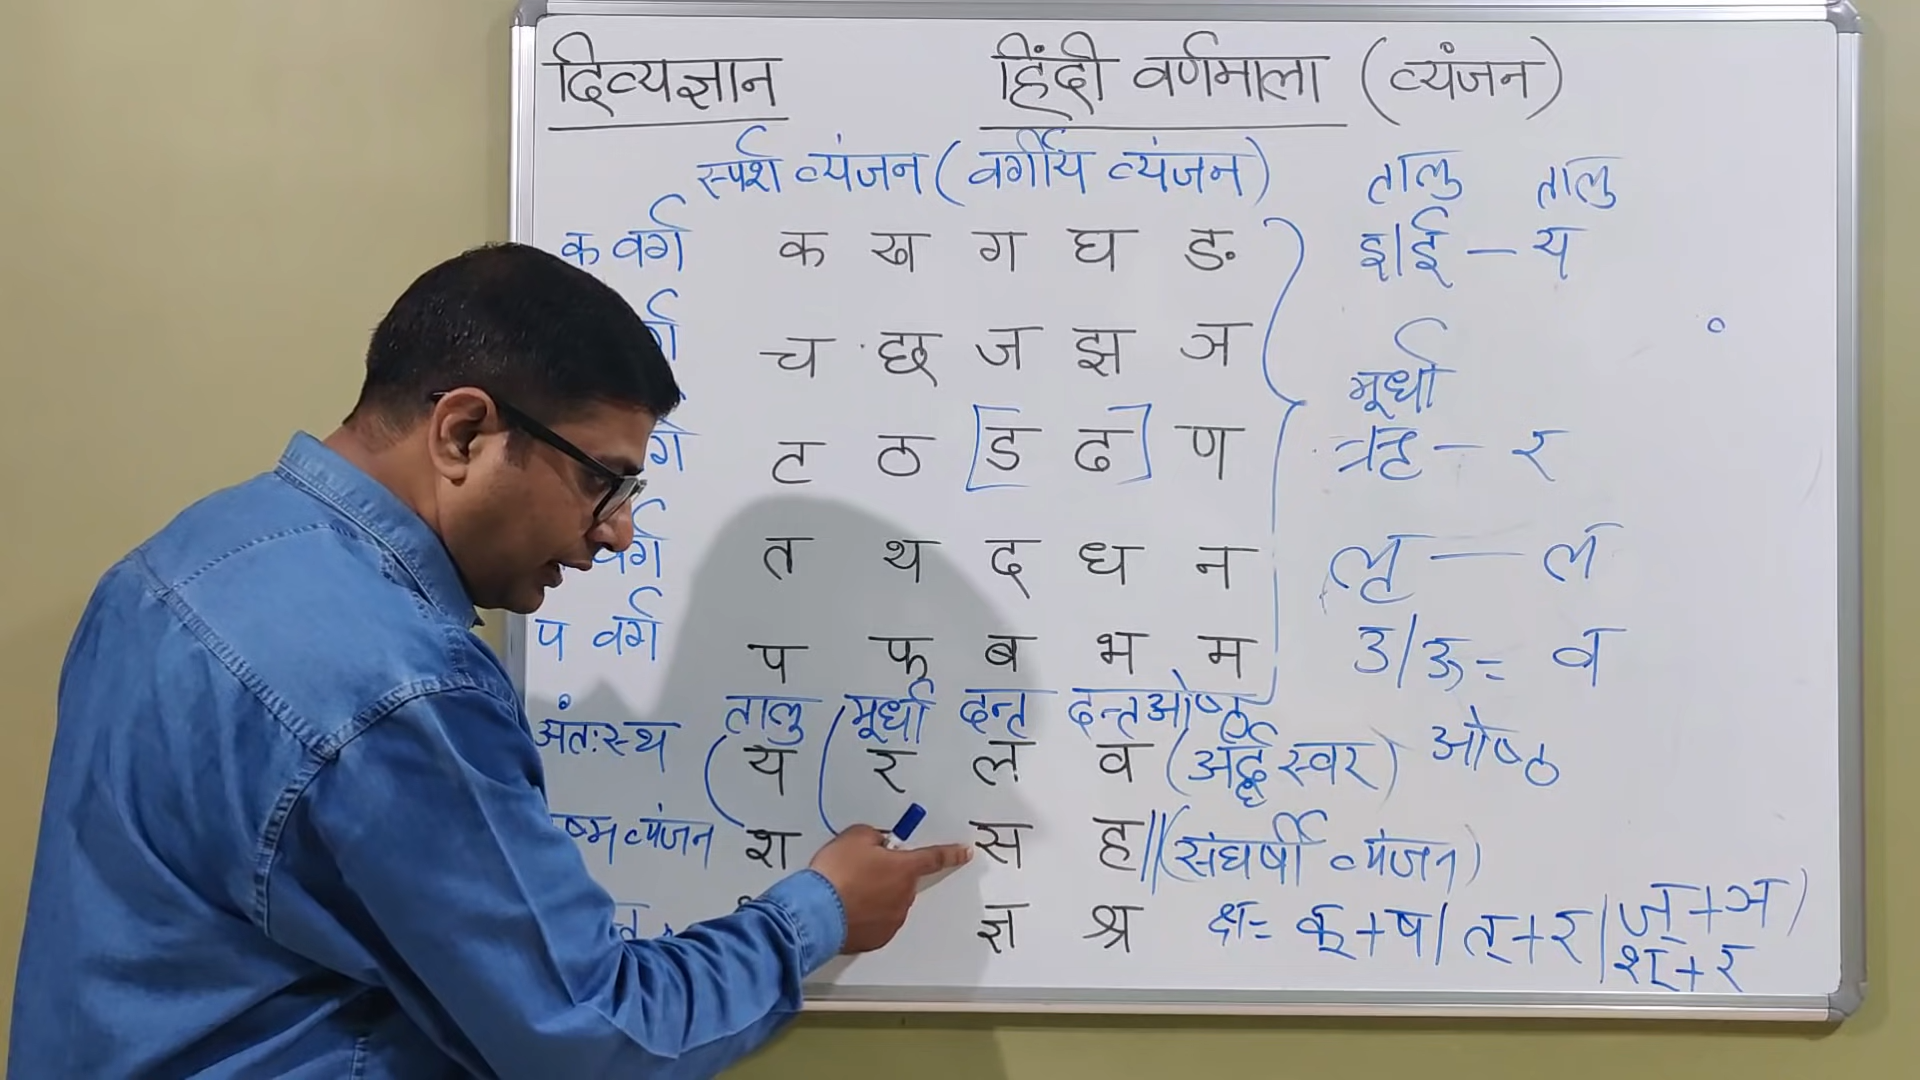 दिव्यज्ञान हिंदी वर्णमाला (व्यंजन)
स्पर्श व्यंजन (वर्गीय व्यंजन) तालु तालु
क वर्ग क ख ग घ ङ इ/ई – य
च छ ज झ ञ
मूर्धा
ट ठ [ड ढ] ण ऋ – र
वर्ग त थ द ध न लृ – ल
प वर्ग प फ ब भ म उ/ऊ = व
तालु मूर्धा दन्त दन्तओष्ठ
अंतःस्थ य र ल व (अर्द्ध स्वर) ओष्ठ
ष्म व्यंजन श स ह (संघर्षी व्यंजन)
ज्ञ श्र क्ष = क् + ष / त् + र / ज् + ञ
श् + र